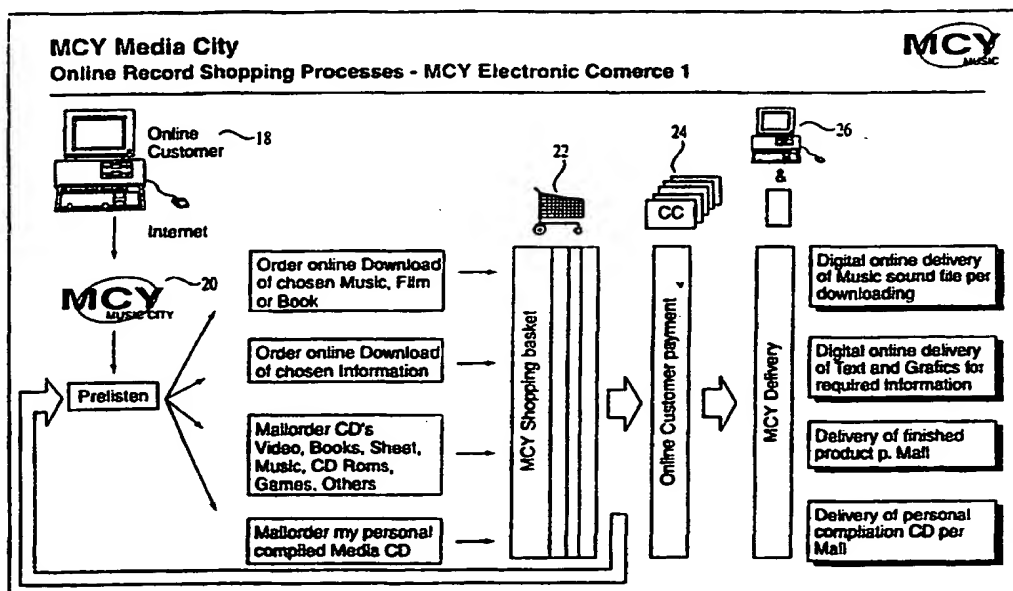 MCY Media City
Online Record Shopping Processes - MCY Electronic Comerce 1
MCY
MUSIC
Online
Customer
18
Internet
MCY
MUSIC CITY
20
Prelisten
Order online Download
of chosen Music, Film
or Book
Order online Download
of chosen Information
Mailorder CD's
Video, Books, Sheet,
Music, CD Roms,
Games, Others
Mailorder my personal
compiled Media CD
22
MCY Shopping basket
24
CC
Online Customer payment
26
&
MCY Delivery
Digital online delivery
of Music sound file per
downloading
Digital online delivery
of Text and Grafics for
required Information
Delivery of finished
product p. Mail
Delivery of personal
compilation CD per
Mail